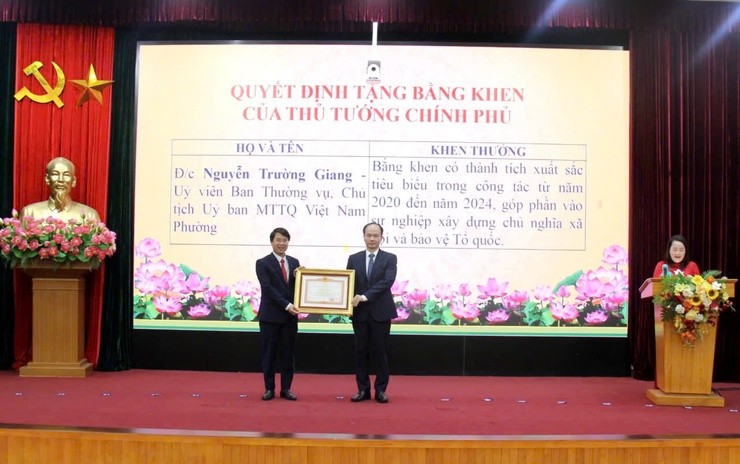 QUYẾT ĐỊNH TẶNG BẰNG KHEN
CỦA THỦ TƯỚNG CHÍNH PHỦ
HỌ VÀ TÊN
KHEN THƯỞNG
Đ/c Nguyễn Trường Giang -
Uỷ viên Ban Thường vụ, Chủ
tịch Uỷ ban MTTQ Việt Nam
Phường
Bằng khen có thành tích xuất sắc
tiêu biểu trong công tác từ năm
2020 đến năm 2024, góp phần vào
sự nghiệp xây dựng chủ nghĩa xã
hội và bảo vệ Tổ quốc.